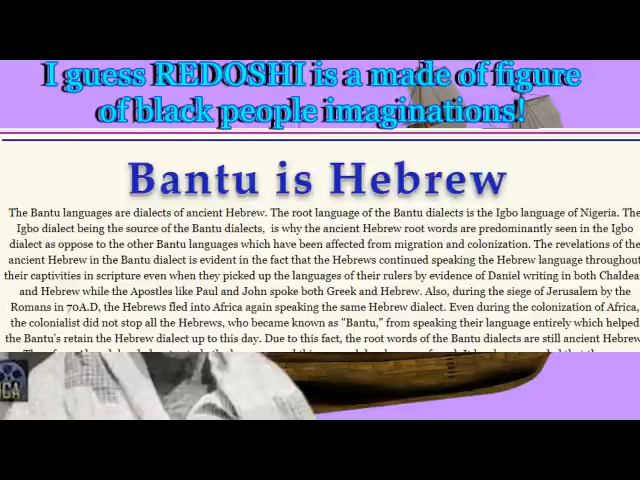 I guess REDOSHI is a made of figure
of black people imaginations!
Bantu is Hebrew
The Bantu languages are dialects of ancient Hebrew. The root language of the Bantu dialects is the Igbo language of Nigeria. The
Igbo dialect being the source of the Bantu dialects, is why the ancient Hebrew root words are predominantly seen in the Igbo
dialect as oppose to the other Bantu languages which have been affected from migration and colonization. The revelations of the
ancient Hebrew in the Bantu dialect is evident in the fact that the Hebrews continued speaking the Hebrew language throughout
their captivities in scripture even when they picked up the languages of their rulers by evidence of Daniel writing in both Chaldea
and Hebrew while the Apostles like Paul and John spoke both Greek and Hebrew. Also, during the siege of Jerusalem by the
Romans in 70A.D, the Hebrews fled into Africa again speaking the same Hebrew dialect. Even during the colonization of Africa,
the colonialist did not stop all the Hebrews, who became known as "Bantu," from speaking their language entirely which helped
the Bantu's retain the Hebrew dialect up to this day. Due to this fact, the root words of the Bantu dialects are still ancient Hebrew